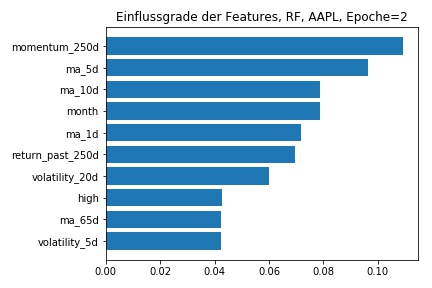 Einflussgrade der Features, RF, AAPL, Epoche=2
momentum_250d
ma_5d
ma_10d
month
ma_1d
return_past_250d
volatility_20d
high
ma_65d
volatility_5d
0.00 0.02 0.04 0.06 0.08 0.10